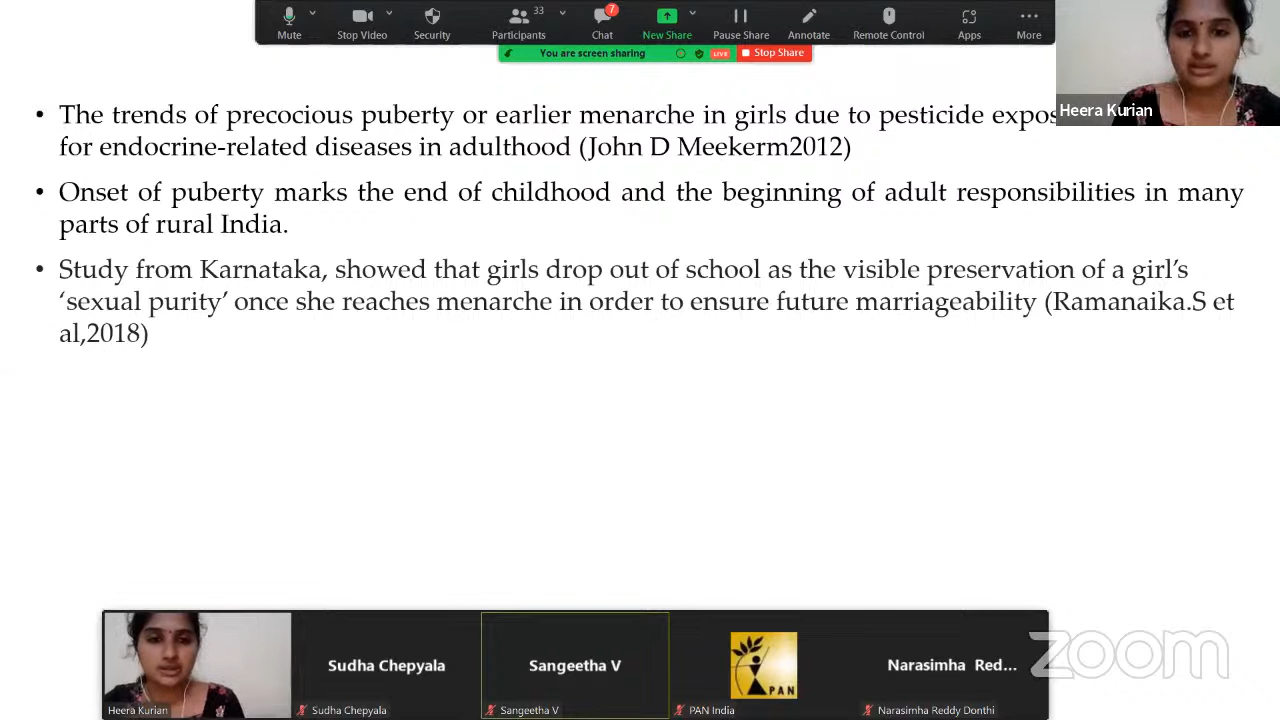 33
7
Mute
Stop Video
Security
Participants
Chat
New Share
Pause Share
Annotate
Remote Control
Apps
More
You are screen sharing
LIVE
Stop Share
Heera Kurian
• The trends of precocious puberty or earlier menarche in girls due to pesticide
for endocrine-related diseases in adulthood (John D Meekerm2012)
• Onset of puberty marks the end of childhood and the beginning of adult responsibilities in many
parts of rural India.
• Study from Karnataka, showed that girls drop out of school as the visible preservation of a girl's
'sexual purity' once she reaches menarche in order to ensure future marriageability (Ramanaika.S et
al,2018)
Sudha Chepyala
Sangeetha V
PAN
Narasimha Red...
Heera Kurian
Sudha Chepyala
Sangeetha V
PAN India
Narasimha Reddy Donthi
zoom